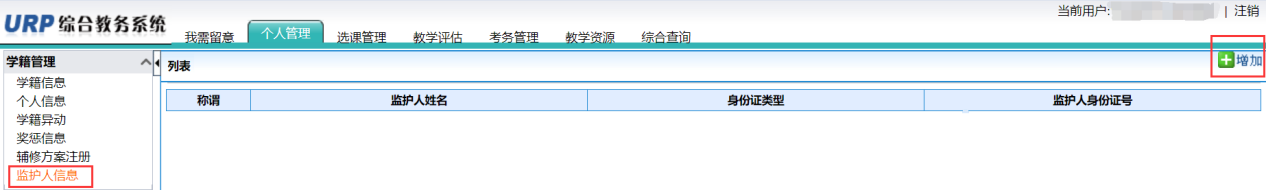 当前用户: | 注销
URP 综合教务系统
我需留意 个人管理 选课管理 教学评估 考务管理 教学资源 综合查询
学籍管理
列表
增加
学籍信息
个人信息
学籍异动
奖惩信息
辅修方案注册
监护人信息
称谓 监护人姓名 身份证类型 监护人身份证号